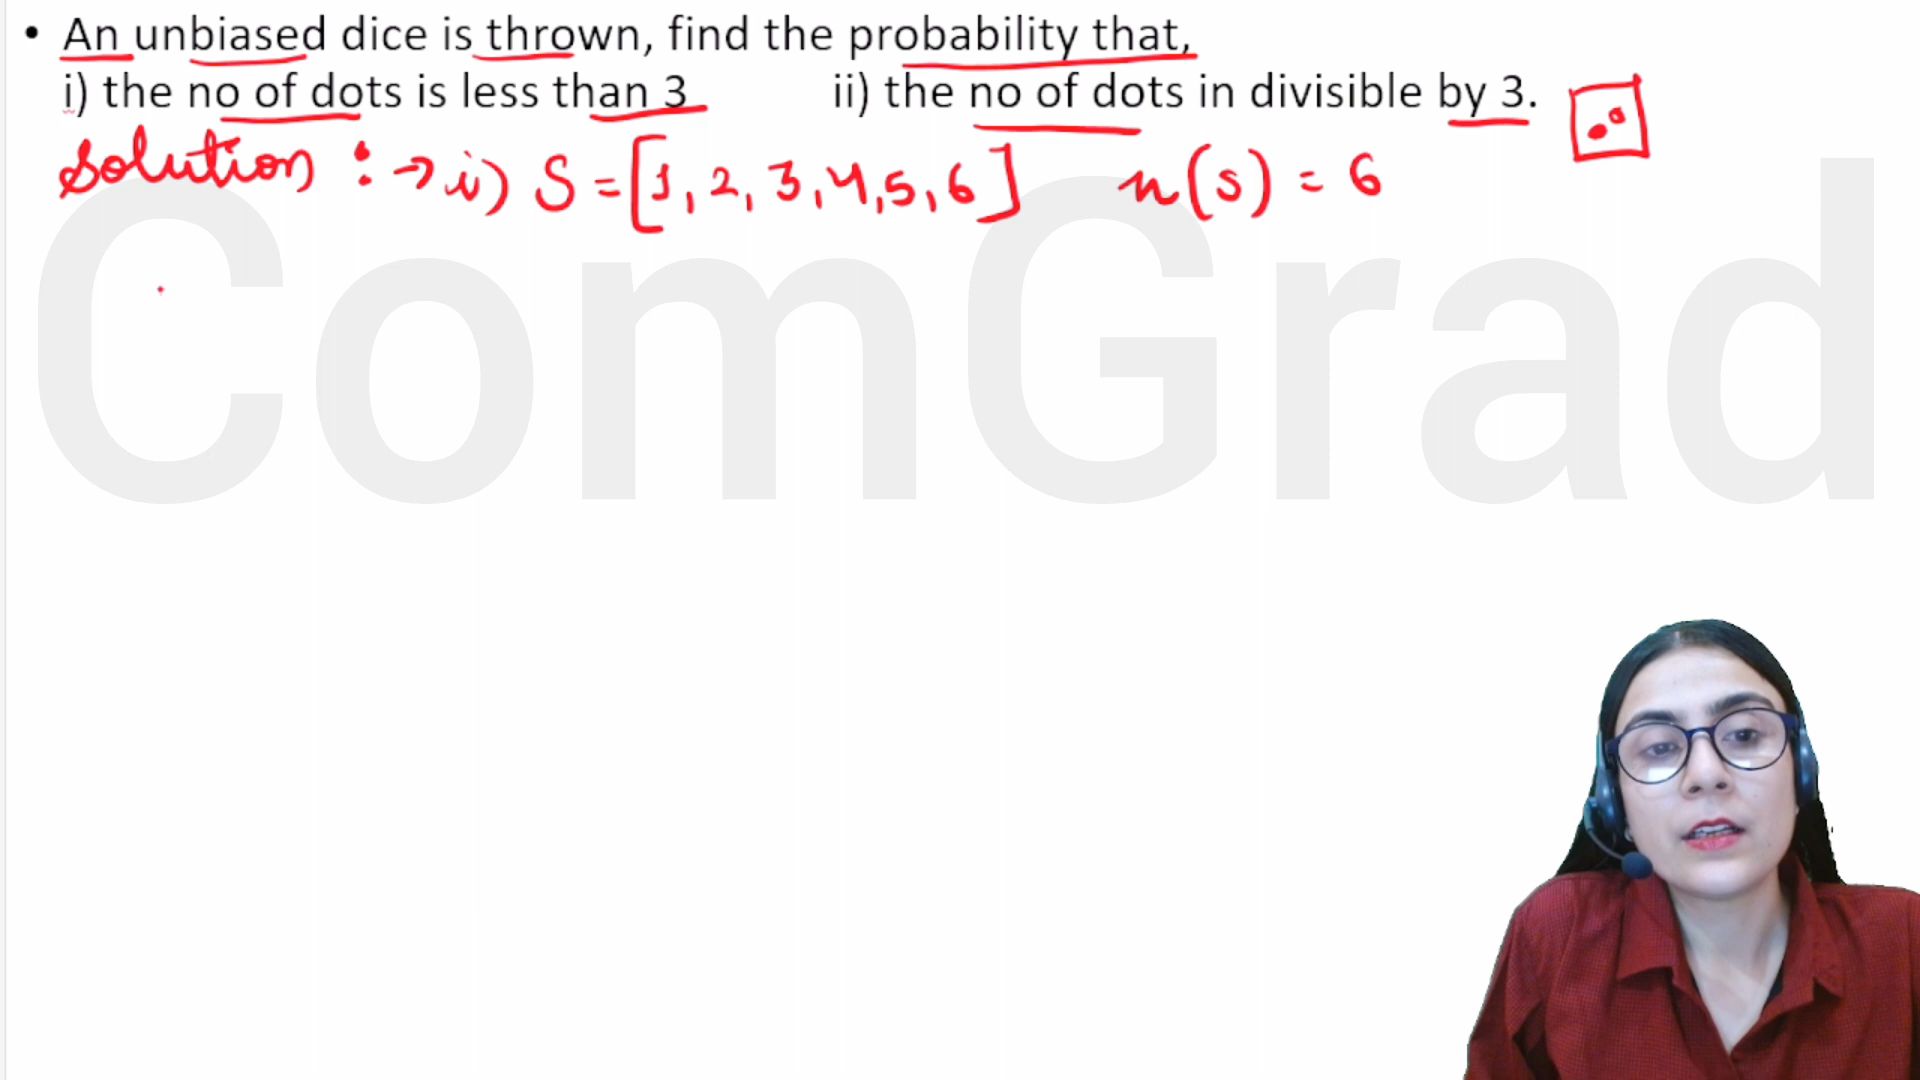 • An unbiased dice is thrown, find the probability that,
i) the no of dots is less than 3 ii) the no of dots in divisible by 3.
Solution : → i) S = [1, 2, 3, 4, 5, 6] n(s) = 6
ComGrad